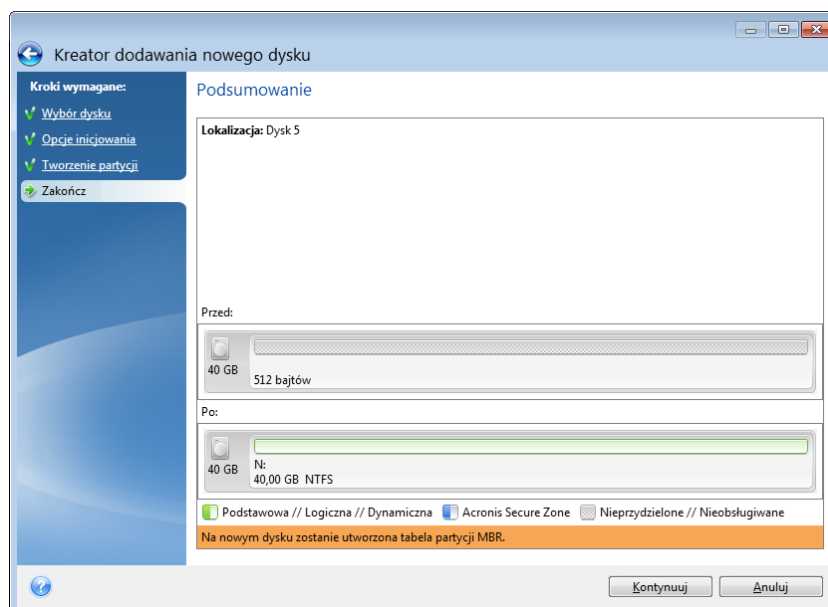 Kreator dodawania nowego dysku
Kroki wymagane:
Wybór dysku
Opcje inicjowania
Tworzenie partycji
Zakończ
Podsumowanie
Lokalizacja: Dysk 5
Przed:
40 GB
512 bajtów
Po:
40 GB
N:
40,00 GB NTFS
Podstawowa // Logiczna // Dynamiczna Acronis Secure Zone Nieprzydzielone // Nieobsługiwane
Na nowym dysku zostanie utworzona tabela partycji MBR.
? Kontynuuj Anuluj